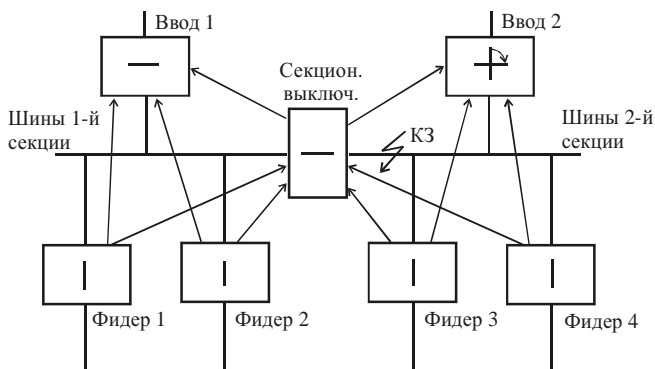 Ввод 1
Ввод 2
Секцион.
выключ.
Шины 1-й
секции
КЗ
Шины 2-й
секции
Фидер 1
Фидер 2
Фидер 3
Фидер 4